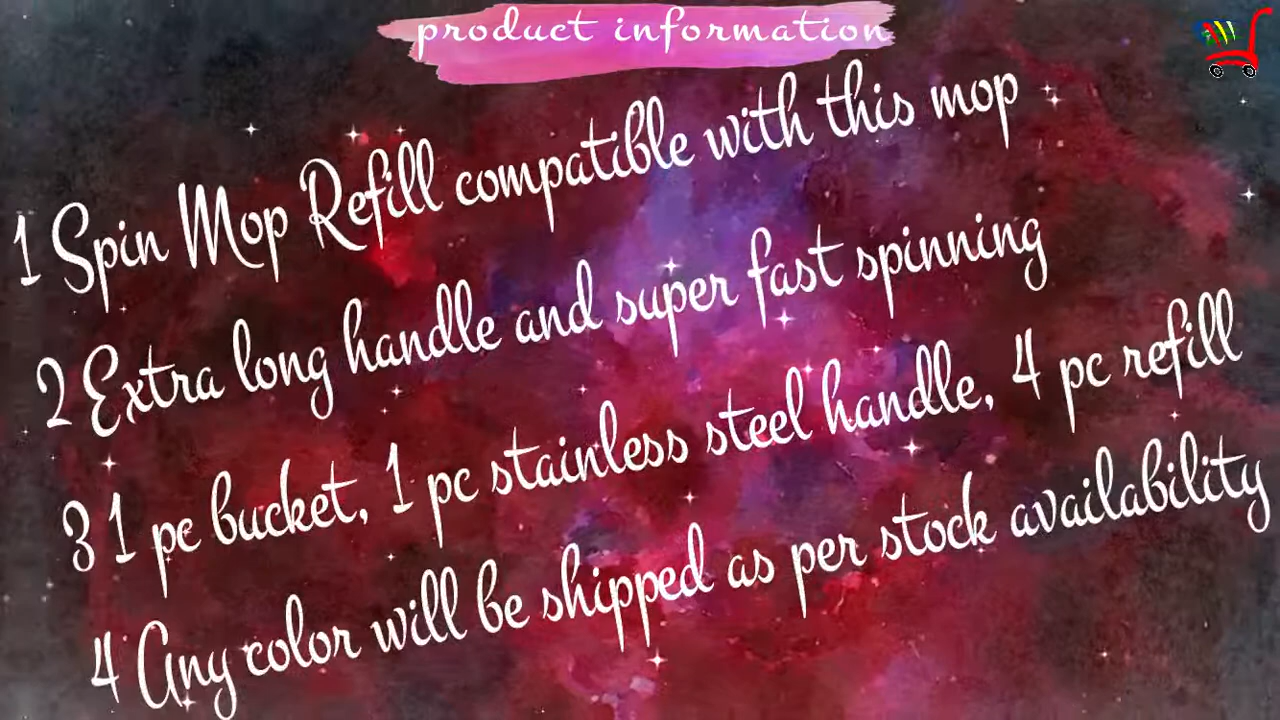 product information
1 Spin Mop Refill compatible with this mop
2 Extra long handle and super fast spinning
3 1 pc bucket, 1 pc stainless steel handle, 4 pc refill
4 Any color will be shipped as per stock availability